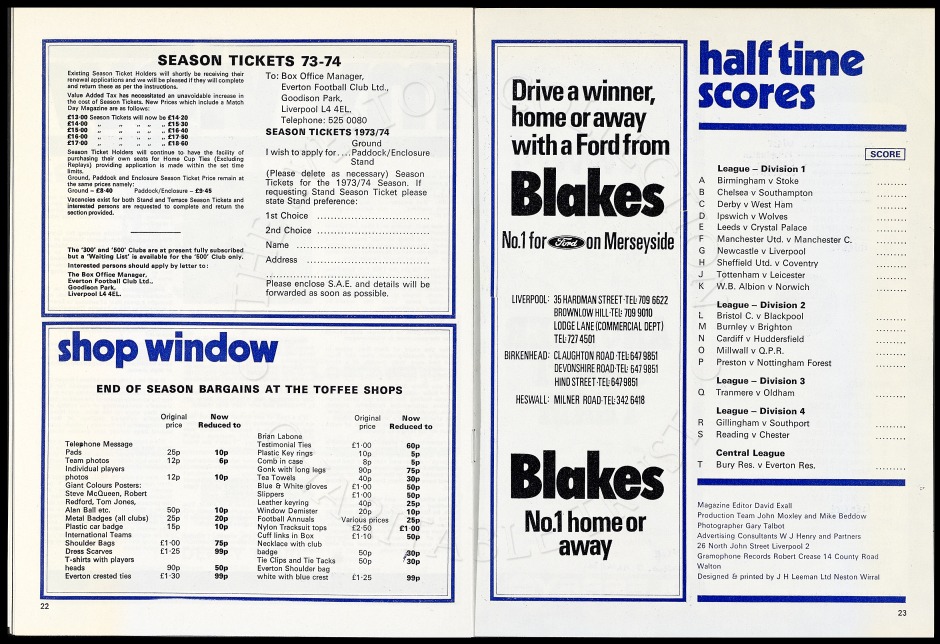 SEASON TICKETS 73-74
Existing Season Ticket Holders will shortly be receiving their
renewal applications and we will be pleased if they will complete
and return these as per the instructions.
Value Added Tax has necessitated an unavoidable increase in
the cost of Season Tickets. New Prices which include a Match
Day Magazine are as follows:
£13·00 Season Tickets will now be £14·20
£14·00 ,, ,, ,, ,, ,, £15·30
£15·00 ,, ,, ,, ,, ,, £16·40
£16·00 ,, ,, ,, ,, ,, £17·50
£17·00 ,, ,, ,, ,, ,, £18·60
Season Ticket Holders will continue to have the facility of
purchasing their own seats for Home Cup Ties (Excluding
Replays) providing application is made within the set time
limits.
Ground, Paddock and Enclosure Season Ticket Price remain at
the same prices namely:
Ground – £8·40 Paddock/Enclosure – £9·45
Vacancies exist for both Stand and Terrace Season Tickets and
interested persons are requested to complete and return the
section provided.
The '300' and '500' Clubs are at present fully subscribed
but a 'Waiting List' is available for the '500' Club only.
Interested persons should apply by letter to:
The Box Office Manager,
Everton Football Club Ltd.,
Goodison Park,
Liverpool L4 4EL.
To: Box Office Manager,
Everton Football Club Ltd.,
Goodison Park,
Liverpool L4 4EL,
Telephone: 525 0080
SEASON TICKETS 1973/74
Ground
I wish to apply for.... Paddock/Enclosure
Stand
(Please delete as necessary) Season
Tickets for the 1973/74 Season. If
requesting Stand Season Ticket please
state Stand preference:
1st Choice ..............................
2nd Choice ..............................
Name ..............................
Address ..............................
..............................
Please enclose S.A.E. and details will be
forwarded as soon as possible.
shop window
END OF SEASON BARGAINS AT THE TOFFEE SHOPS
Original Now
price Reduced to
Telephone Message
Pads 25p 10p
Team photos 12p 6p
Individual players
photos 12p 10p
Giant Colours Posters:
Steve McQueen, Robert
Redford, Tom Jones,
Alan Ball etc. 50p 10p
Metal Badges (all clubs) 25p 20p
Plastic car badge 15p 10p
International Teams
Shoulder Bags £1·00 75p
Dress Scarves £1·25 99p
T-shirts with players
heads 90p 50p
Everton crested ties £1·30 99p
Original Now
price Reduced to
Brian Labone
Testimonial Ties £1·00 60p
Plastic Key rings 10p 5p
Comb in case 8p 5p
Gonk with long legs 90p 75p
Tea Towels 40p 30p
Blue & White gloves £1·00 50p
Slippers £1·00 50p
Leather keyring 40p 25p
Window Demister 20p 10p
Football Annuals Various prices 25p
Nylon Tracksuit tops £2·50 £1·00
Cuff links in Box £1·10 50p
Necklace with club
badge 50p 30p
Tie Clips and Tie Tacks 50p 30p
Everton Shoulder bag
white with blue crest £1·25 99p
22
Drive a winner,
home or away
with a Ford from
Blakes
No.1 for Ford on Merseyside
LIVERPOOL: 35 HARDMAN STREET·TEL: 709 6622
BROWNLOW HILL·TEL: 709 9010
LODGE LANE (COMMERCIAL DEPT)
TEL: 727 4501
BIRKENHEAD: CLAUGHTON ROAD·TEL: 647 9851
DEVONSHIRE ROAD·TEL: 647 9851
HIND STREET·TEL: 647 9851
HESWALL: MILNER ROAD·TEL: 342 6418
Blakes
No.1 home or
away
half time
scores
SCORE
League – Division 1
A Birmingham v Stoke ..........
B Chelsea v Southampton ..........
C Derby v West Ham ..........
D Ipswich v Wolves ..........
E Leeds v Crystal Palace ..........
F Manchester Utd. v Manchester C. ..........
G Newcastle v Liverpool ..........
H Sheffield Utd. v Coventry ..........
J Tottenham v Leicester ..........
K W.B. Albion v Norwich ..........
League – Division 2
L Bristol C. v Blackpool ..........
M Burnley v Brighton ..........
N Cardiff v Huddersfield ..........
O Millwall v Q.P.R. ..........
P Preston v Nottingham Forest ..........
League – Division 3
Q Tranmere v Oldham ..........
League – Division 4
R Gillingham v Southport ..........
S Reading v Chester ..........
Central League
T Bury Res. v Everton Res. ..........
Magazine Editor David Exall
Production Team John Moxley and Mike Beddow
Photographer Gary Talbot
Advertising Consultants W J Henry and Partners
26 North John Street Liverpool 2
Gramophone Records Robert Crease 14 County Road
Walton
Designed & printed by J H Leeman Ltd Neston Wirral
23